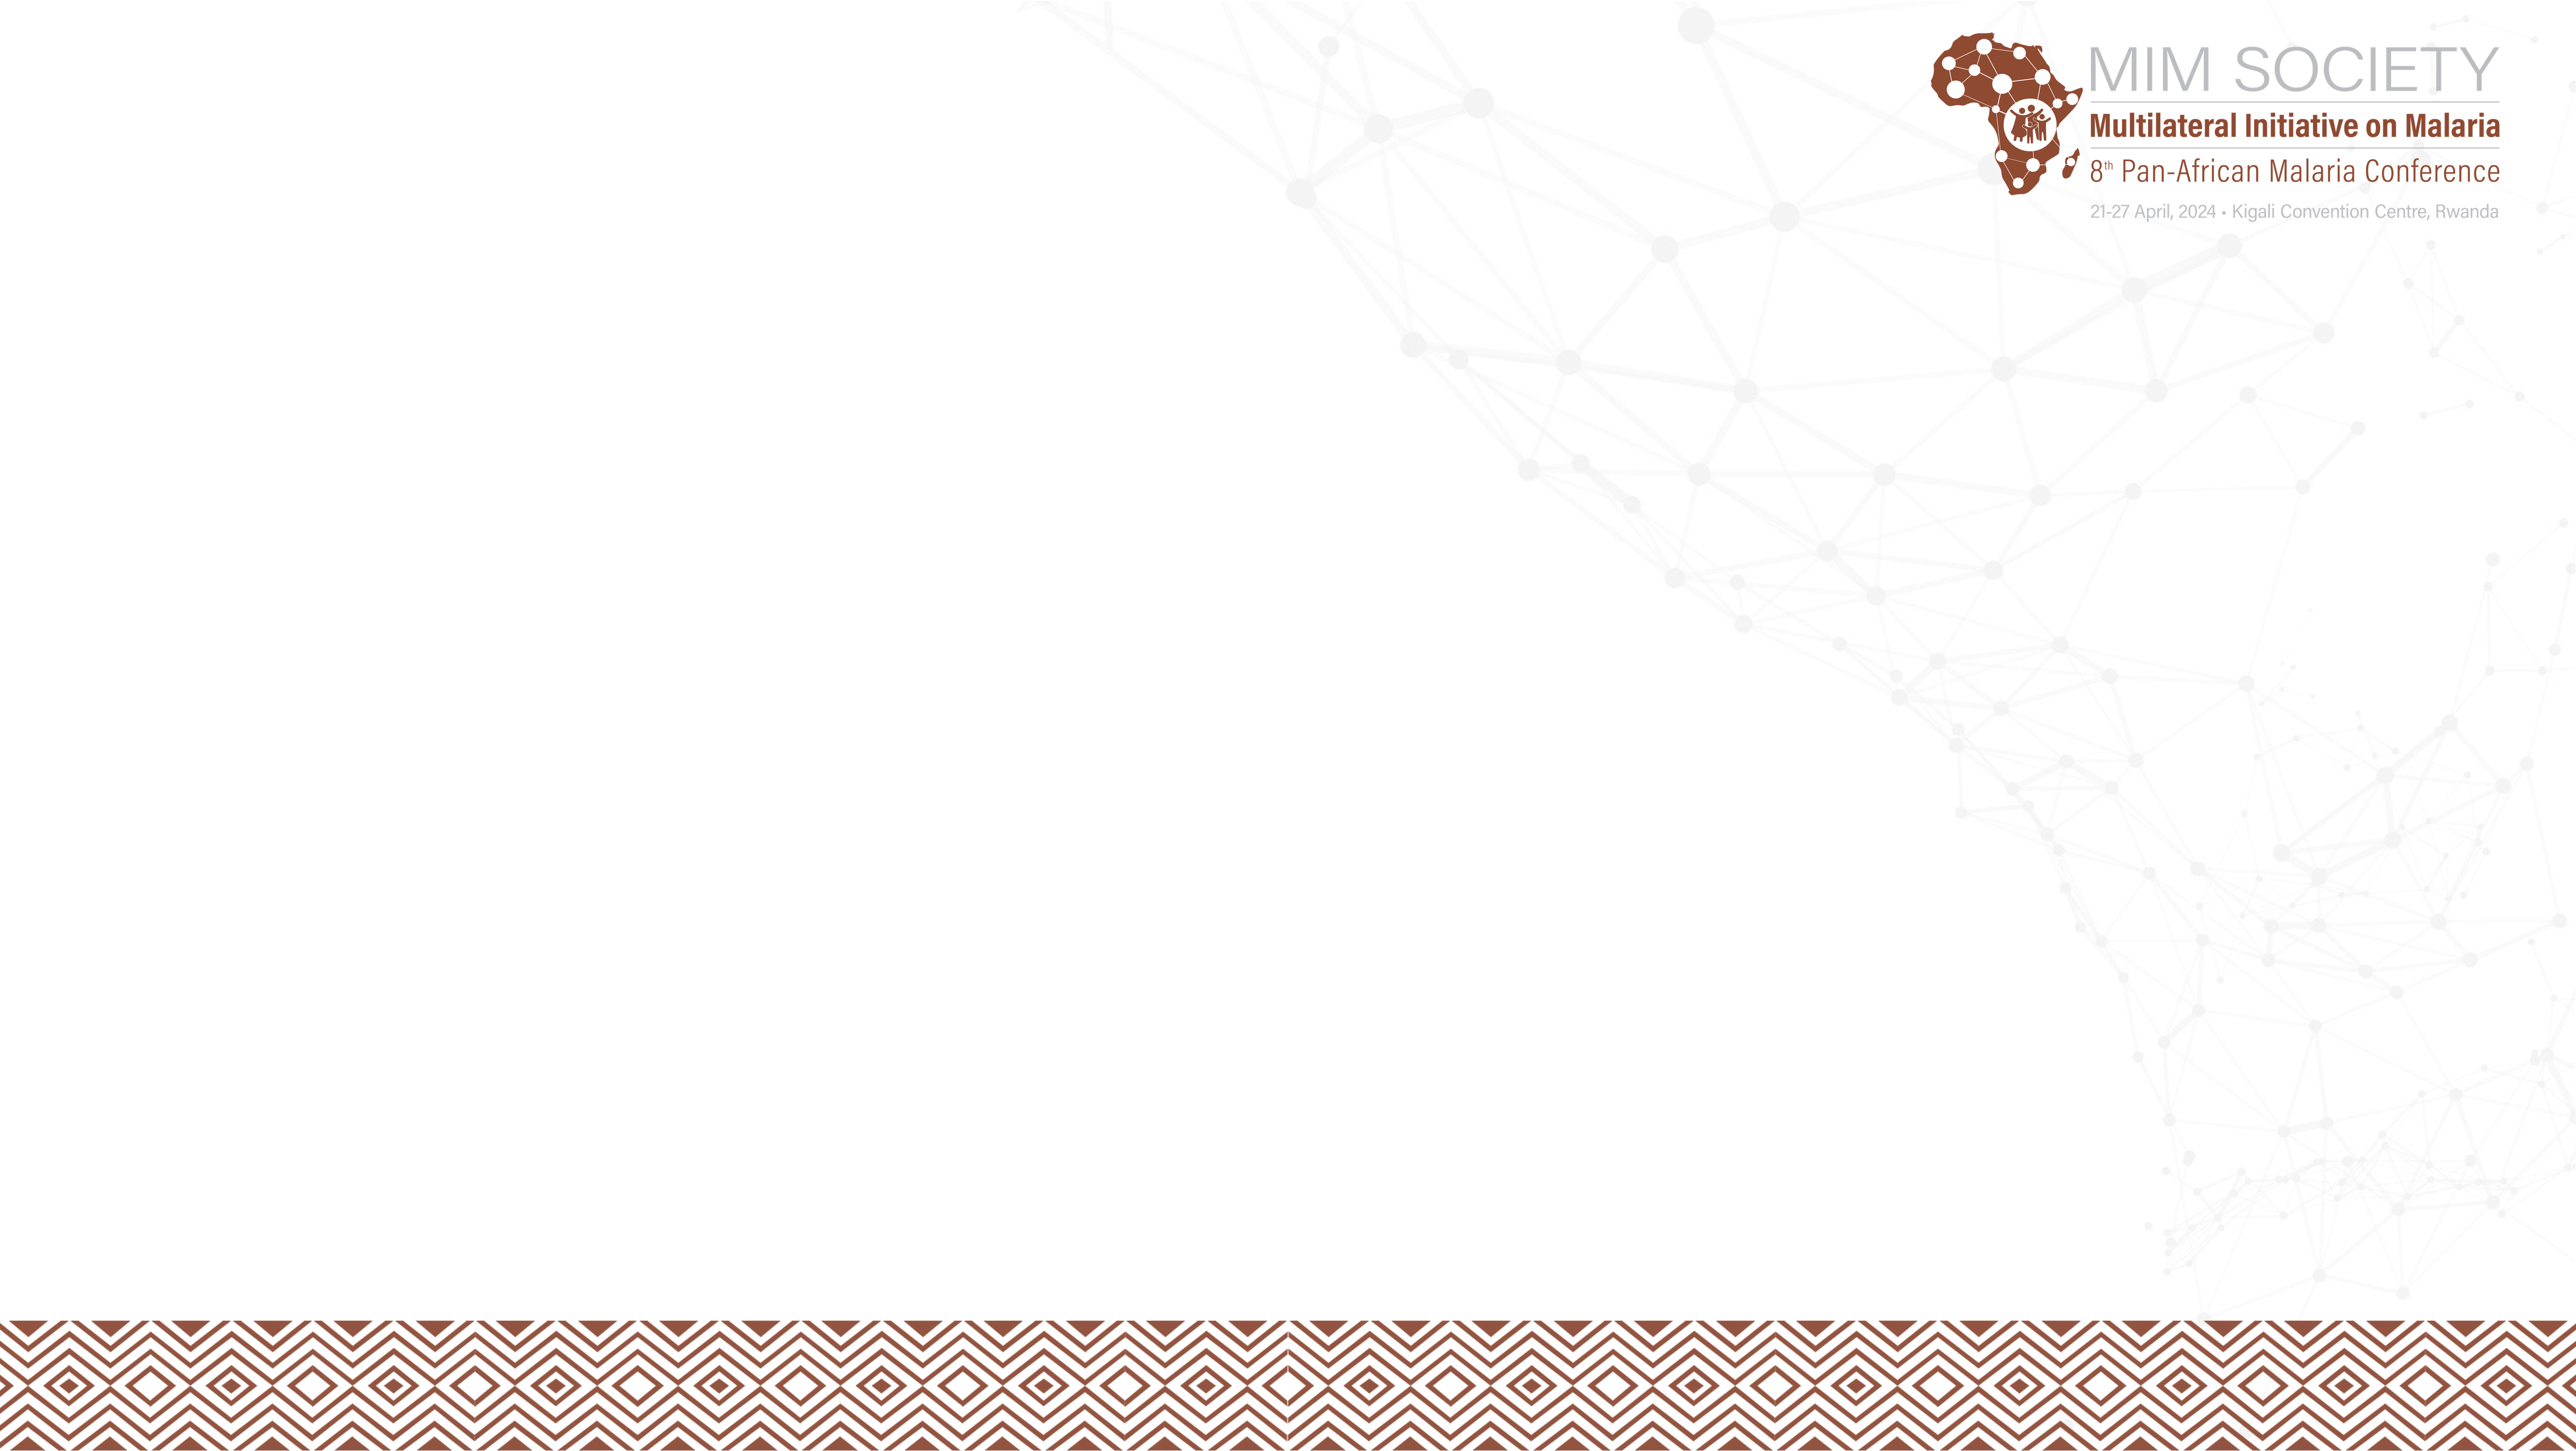 MIM SOCIETY
Multilateral Initiative on Malaria
8th Pan-African Malaria Conference
21-27 April, 2024 • Kigali Convention Centre, Rwanda